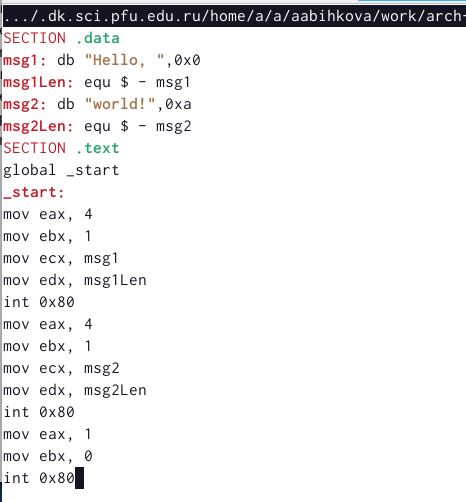 .../.dk.sci.pfu.edu.ru/home/a/a/aabihkova/work/arch-
SECTION .data
msg1: db "Hello, ",0x0
msg1Len: equ $ - msg1
msg2: db "world!",0xa
msg2Len: equ $ - msg2
SECTION .text
global _start
_start:
mov eax, 4
mov ebx, 1
mov ecx, msg1
mov edx, msg1Len
int 0x80
mov eax, 4
mov ebx, 1
mov ecx, msg2
mov edx, msg2Len
int 0x80
mov eax, 1
mov ebx, 0
int 0x80